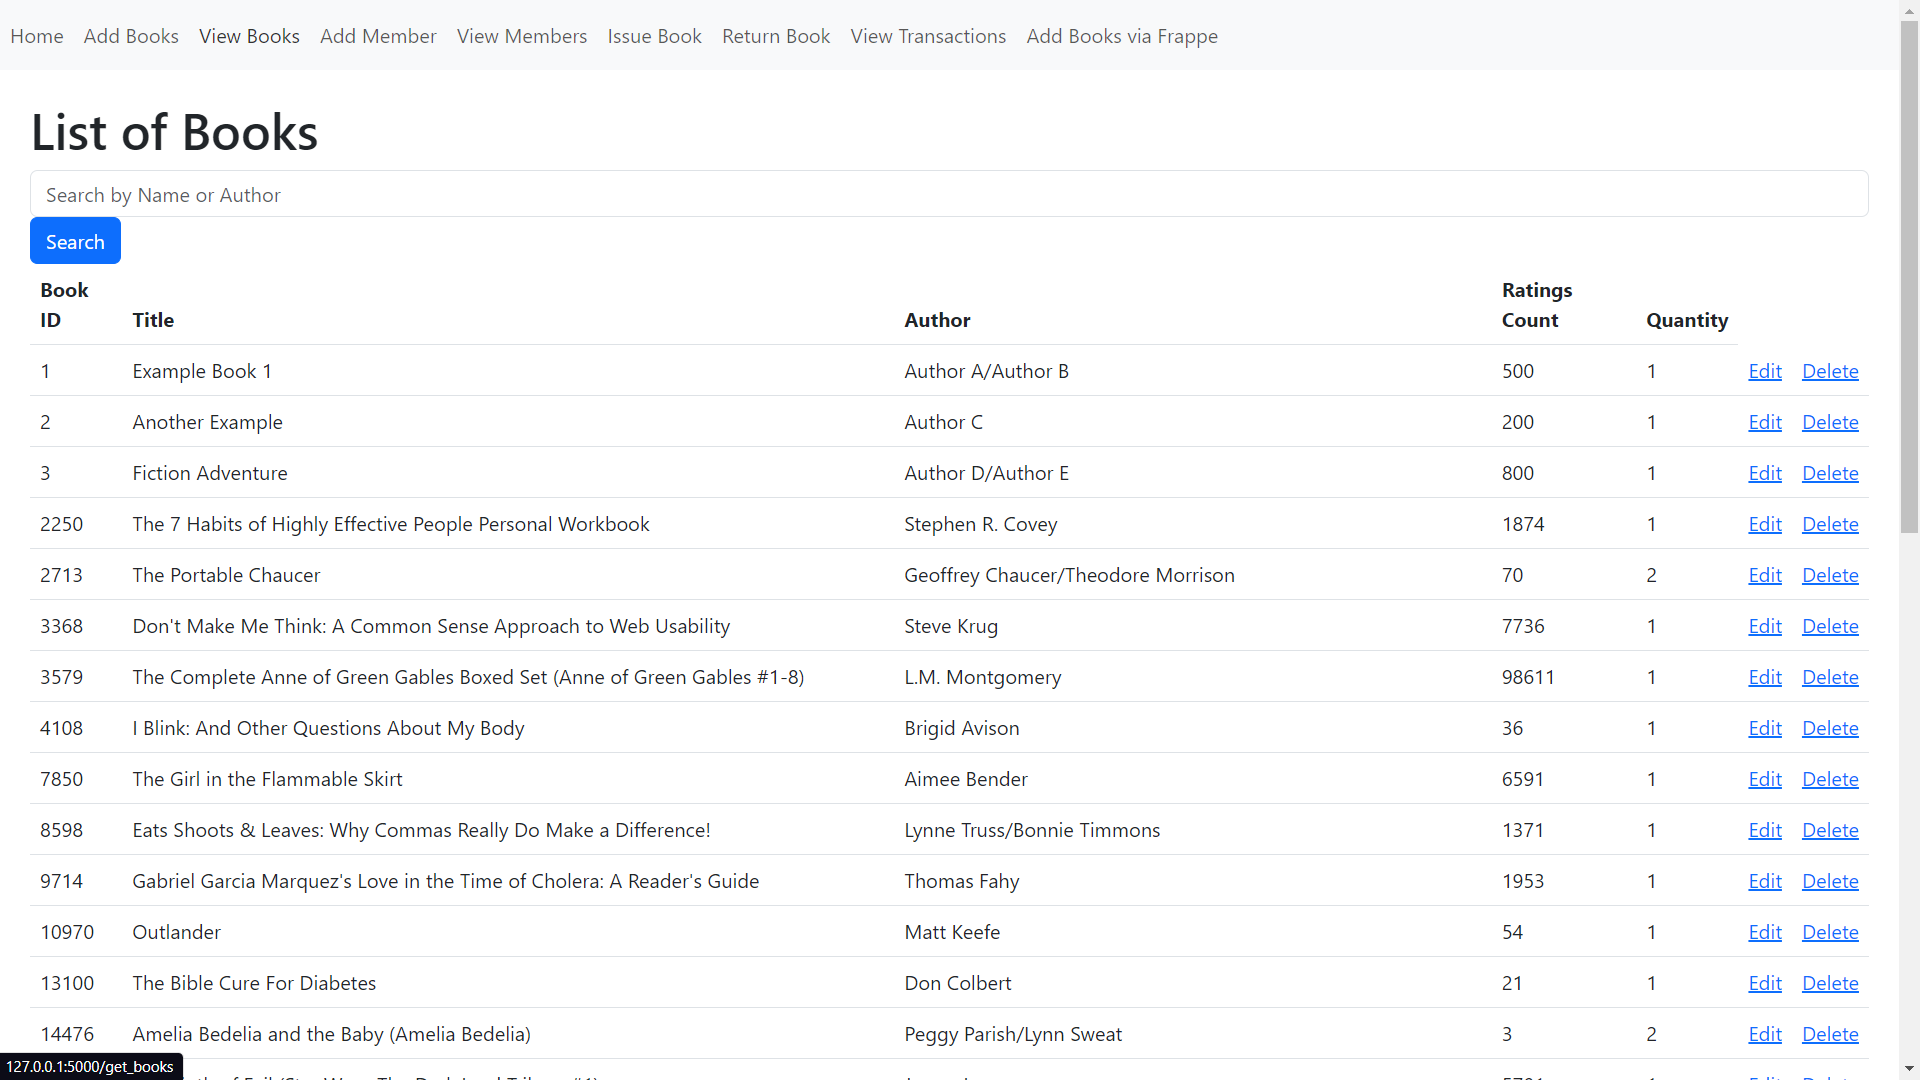 Home Add Books View Books Add Member View Members Issue Book Return Book View Transactions Add Books via Frappe
List of Books
Search by Name or Author
Search
Book ID Title Author Ratings Count Quantity
1 Example Book 1 Author A/Author B 500 1 Edit Delete
2 Another Example Author C 200 1 Edit Delete
3 Fiction Adventure Author D/Author E 800 1 Edit Delete
2250 The 7 Habits of Highly Effective People Personal Workbook Stephen R. Covey 1874 1 Edit Delete
2713 The Portable Chaucer Geoffrey Chaucer/Theodore Morrison 70 2 Edit Delete
3368 Don't Make Me Think: A Common Sense Approach to Web Usability Steve Krug 7736 1 Edit Delete
3579 The Complete Anne of Green Gables Boxed Set (Anne of Green Gables #1-8) L.M. Montgomery 98611 1 Edit Delete
4108 I Blink: And Other Questions About My Body Brigid Avison 36 1 Edit Delete
7850 The Girl in the Flammable Skirt Aimee Bender 6591 1 Edit Delete
8598 Eats Shoots & Leaves: Why Commas Really Do Make a Difference! Lynne Truss/Bonnie Timmons 1371 1 Edit Delete
9714 Gabriel Garcia Marquez's Love in the Time of Cholera: A Reader's Guide Thomas Fahy 1953 1 Edit Delete
10970 Outlander Matt Keefe 54 1 Edit Delete
13100 The Bible Cure For Diabetes Don Colbert 21 1 Edit Delete
14476 Amelia Bedelia and the Baby (Amelia Bedelia) Peggy Parish/Lynn Sweat 3 2 Edit Delete
127.0.0.1:5000/get_books